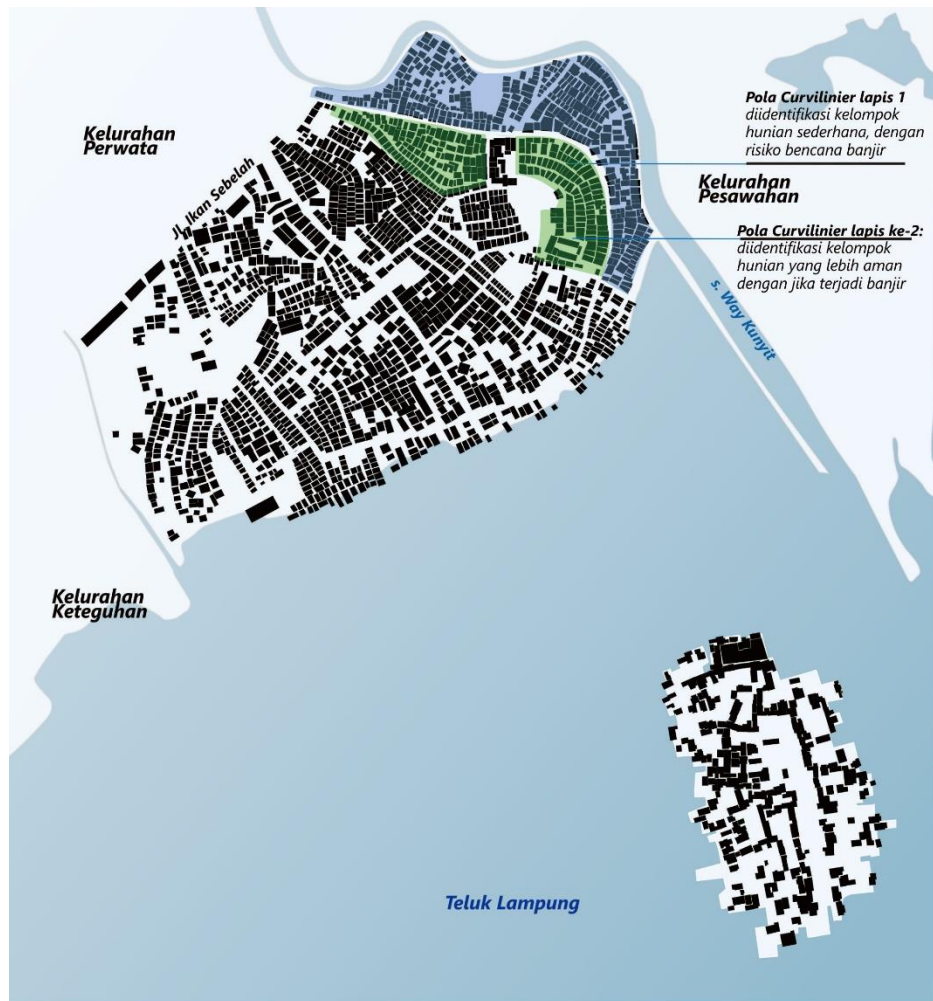 Pola Curvilinier lapis 1
diidentifikasi kelompok
hunian sederhana, dengan
risiko bencana banjir
Kelurahan
Perwata
Jl. Ikan Sebelah
Kelurahan
Pesawahan
Pola Curvilinier lapis ke-2:
diidentifikasi kelompok
hunian yang lebih aman
dengan jika terjadi banjir
s. Way Kunyit
Kelurahan
Keteguhan
Teluk Lampung